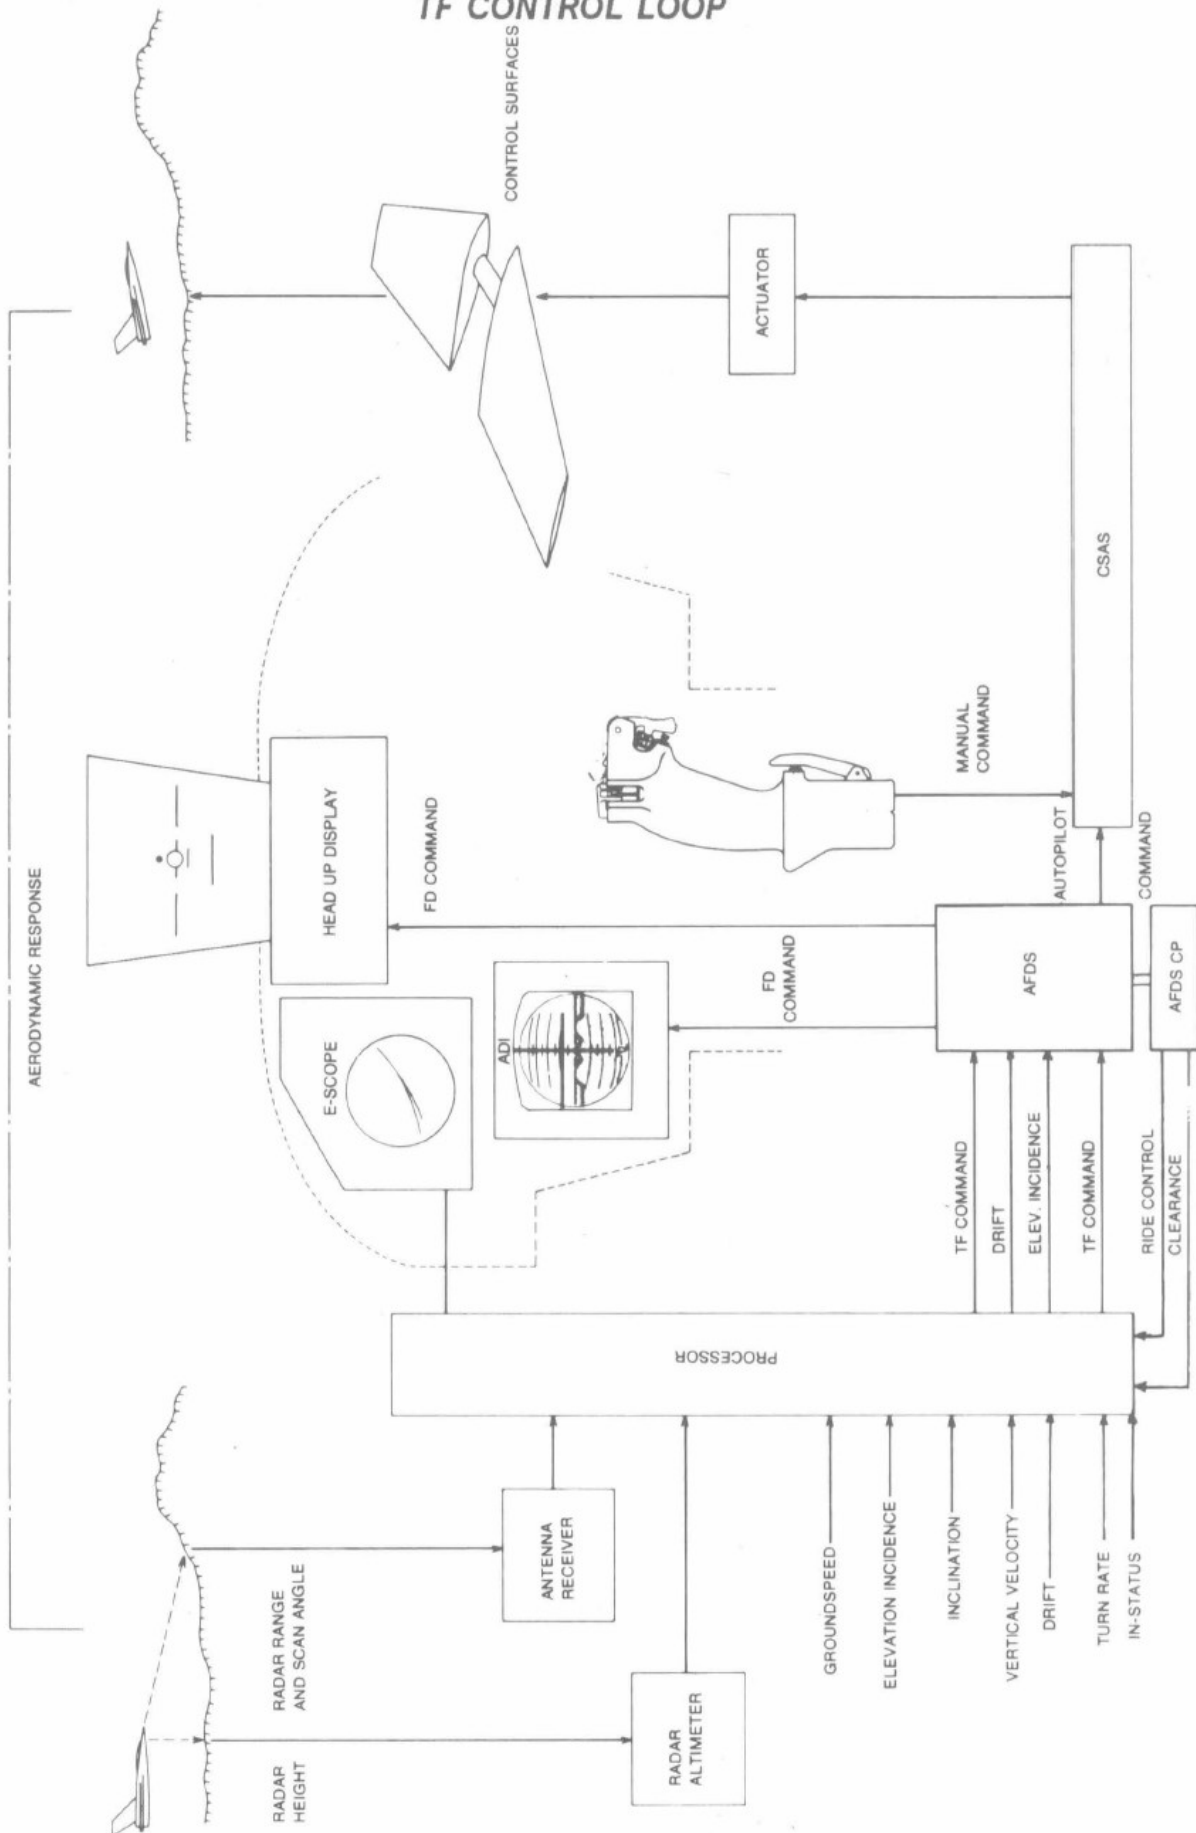 TF CONTROL LOOP
AERODYNAMIC RESPONSE
RADAR
HEIGHT
RADAR RANGE
AND SCAN ANGLE
RADAR
ALTIMETER
ANTENNA
RECEIVER
GROUNDSPEED
ELEVATION INCIDENCE
INCLINATION
VERTICAL VELOCITY
DRIFT
TURN RATE
IN-STATUS
PROCESSOR
E-SCOPE
ADI
HEAD UP DISPLAY
FD COMMAND
FD
COMMAND
TF COMMAND
DRIFT
ELEV. INCIDENCE
TF COMMAND
RIDE CONTROL
CLEARANCE
AFDS
AFDS CP
AUTOPILOT
COMMAND
MANUAL
COMMAND
CSAS
ACTUATOR
CONTROL SURFACES